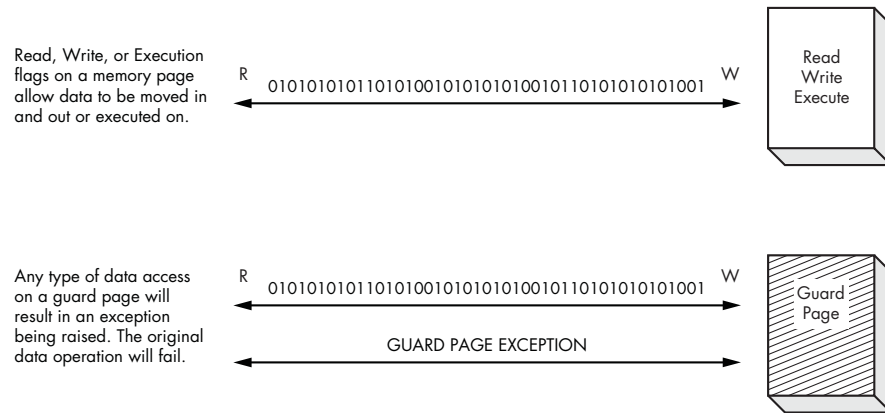 Read, Write, or Execution
flags on a memory page
allow data to be moved in
and out or executed on.
R
010101010110101001010101010010110101010101001
W
Read
Write
Execute
Any type of data access
on a guard page will
result in an exception
being raised. The original
data operation will fail.
R
010101010110101001010101010010110101010101001
W
GUARD PAGE EXCEPTION
Guard
Page